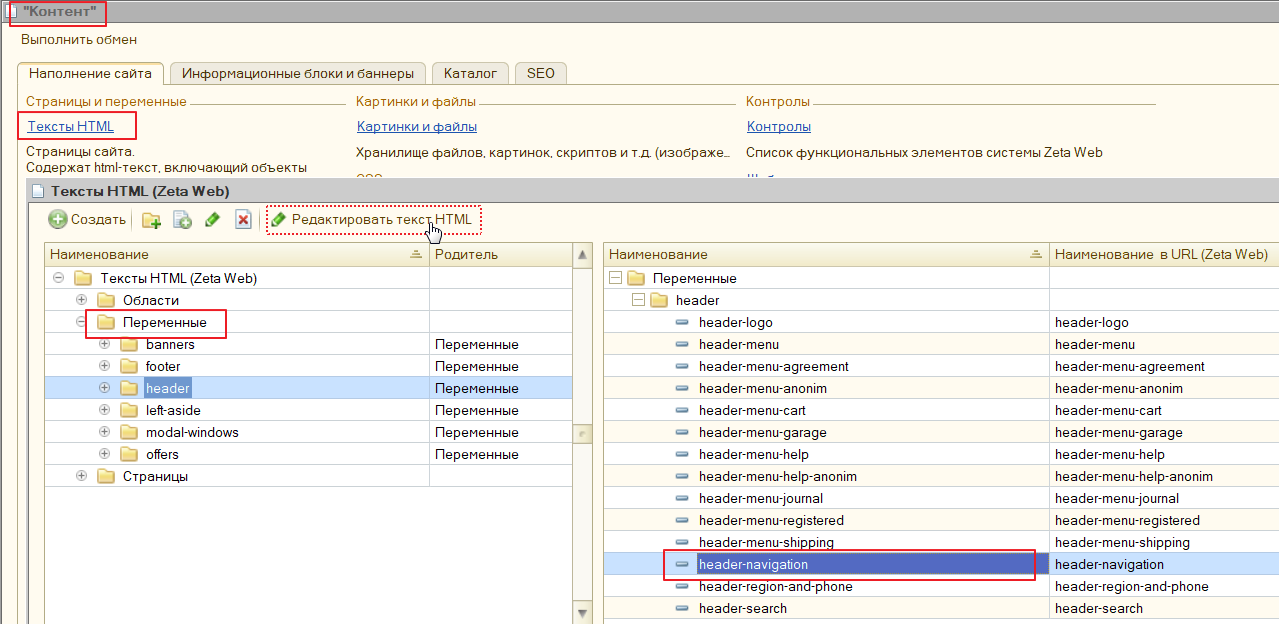 "Контент"
Выполнить обмен
Наполнение сайта Информационные блоки и баннеры Каталог SEO
Страницы и переменные Картинки и файлы Контролы
Тексты HTML Картинки и файлы Контролы
Страницы сайта. Хранилище файлов, картинок, скриптов и т.д. (изображе... Список функциональных элементов системы Zeta Web
Содержат html-текст, включающий объекты
Тексты HTML (Zeta Web)
Создать Редактировать текст HTML
Наименование Родитель Наименование Наименование в URL (Zeta Web)
Тексты HTML (Zeta Web) Переменные
Области header
Переменные header-logo header-logo
banners Переменные header-menu header-menu
footer Переменные header-menu-agreement header-menu-agreement
header Переменные header-menu-anonim header-menu-anonim
left-aside Переменные header-menu-cart header-menu-cart
modal-windows Переменные header-menu-garage header-menu-garage
offers Переменные header-menu-help header-menu-help
Страницы header-menu-help-anonim header-menu-help-anonim
header-menu-journal header-menu-journal
header-menu-registered header-menu-registered
header-menu-shipping header-menu-shipping
header-navigation header-navigation
header-region-and-phone header-region-and-phone
header-search header-search